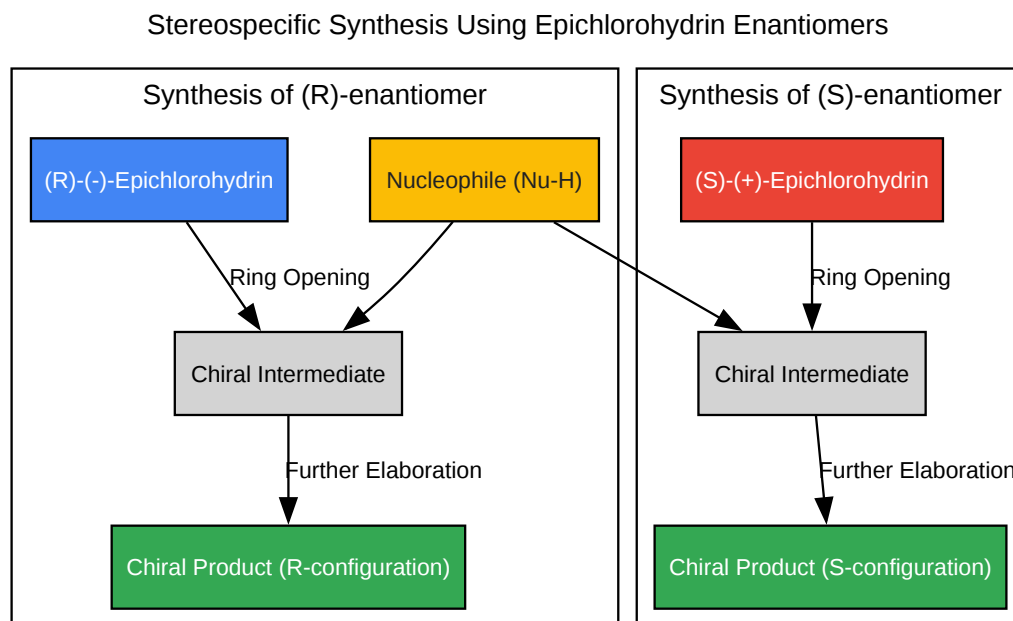 Stereospecific Synthesis Using Epichlorohydrin Enantiomers
Synthesis of (R)-enantiomer
(R)-(-)-Epichlorohydrin
Nucleophile (Nu-H)
Ring Opening
Chiral Intermediate
Further Elaboration
Chiral Product (R-configuration)
Synthesis of (S)-enantiomer
(S)-(+)-Epichlorohydrin
Ring Opening
Chiral Intermediate
Further Elaboration
Chiral Product (S-configuration)